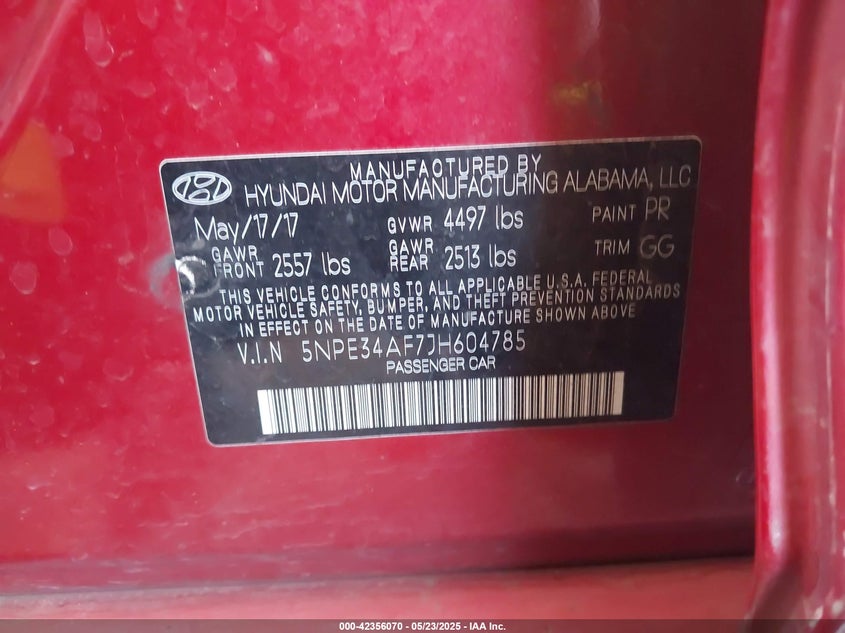 MANUFACTURED BY
HYUNDAI MOTOR MANUFACTURING ALABAMA, LLC
May/17/17 GVWR 4497 lbs PAINT PR
GAWR FRONT 2557 lbs GAWR REAR 2513 lbs TRIM GG
THIS VEHICLE CONFORMS TO ALL APPLICABLE U.S.A. FEDERAL
MOTOR VEHICLE SAFETY, BUMPER, AND THEFT PREVENTION STANDARDS
IN EFFECT ON THE DATE OF MANUFACTURE SHOWN ABOVE.
V.I.N 5NPE34AF7JH604785
PASSENGER CAR
000-42356070 - 05/23/2025 - IAA Inc.